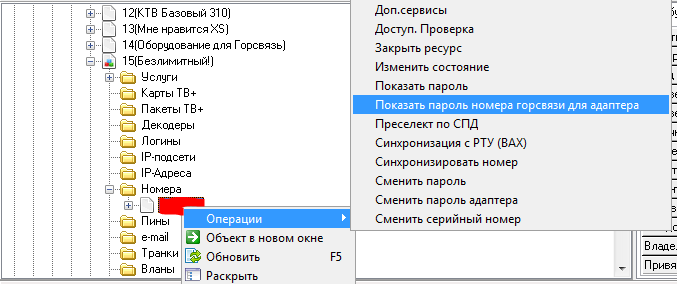 12(КТВ Базовый 310)
13(Мне нравится XS)
14(Оборудование для Горсвязь)
15(Безлимитный!)
Услуги
Карты ТВ+
Пакеты ТВ+
Декодеры
Логины
IP-подсети
IP-Адреса
Номера
Пины
e-mail
Транки
Вланы
Операции
Объект в новом окне
Обновить F5
Раскрыть
Доп.сервисы
Доступ. Проверка
Закрыть ресурс
Изменить состояние
Показать пароль
Показать пароль номера горсвязи для адаптера
Преселект по СПД
Синхронизация с РТУ (ВАХ)
Синхронизировать номер
Сменить пароль
Сменить пароль адаптера
Сменить серийный номер
Владе.
Привя